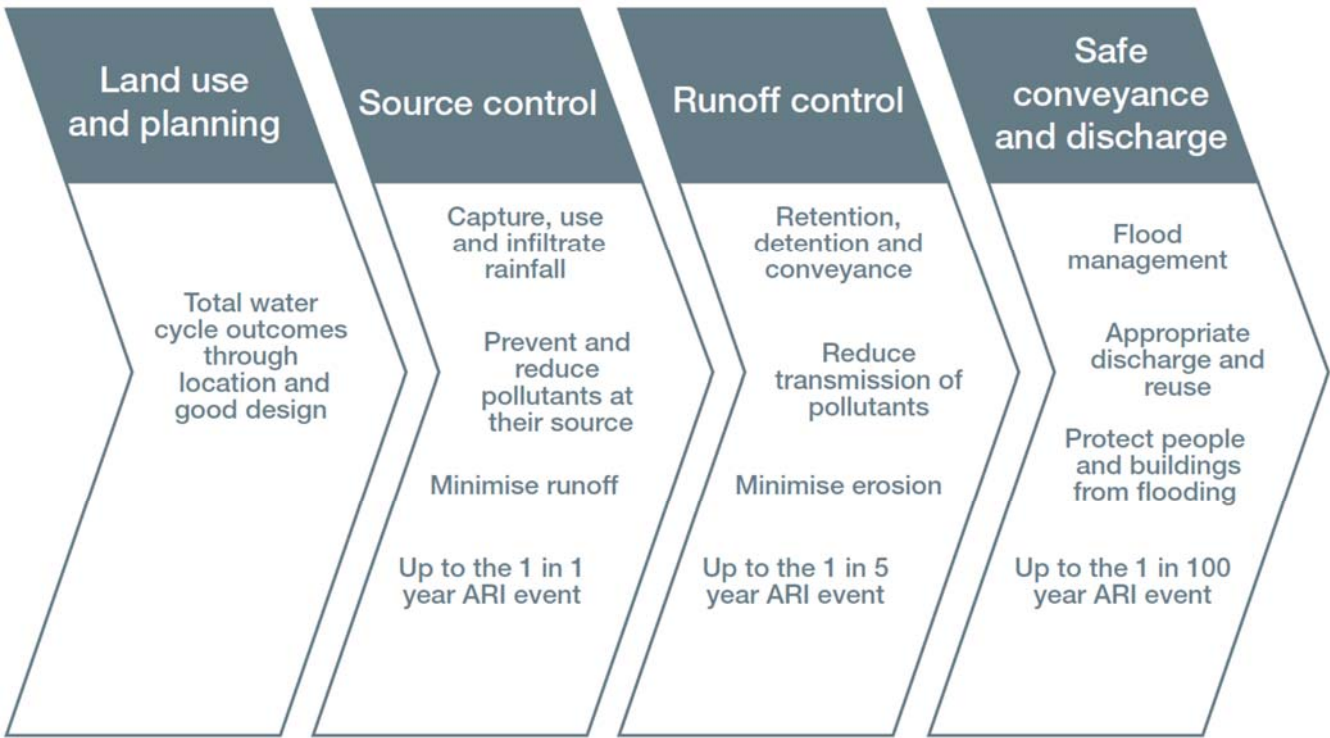 Land use
and planning
Total water
cycle outcomes
through
location and
good design
Source control
Capture, use
and infiltrate
rainfall
Prevent and
reduce
pollutants at
their source
Minimise runoff
Up to the 1 in 1
year ARI event
Runoff control
Retention,
detention and
conveyance
Reduce
transmission of
pollutants
Minimise erosion
Up to the 1 in 5
year ARI event
Safe
conveyance
and discharge
Flood
management
Appropriate
discharge and
reuse
Protect people
and buildings
from flooding
Up to the 1 in 100
year ARI event